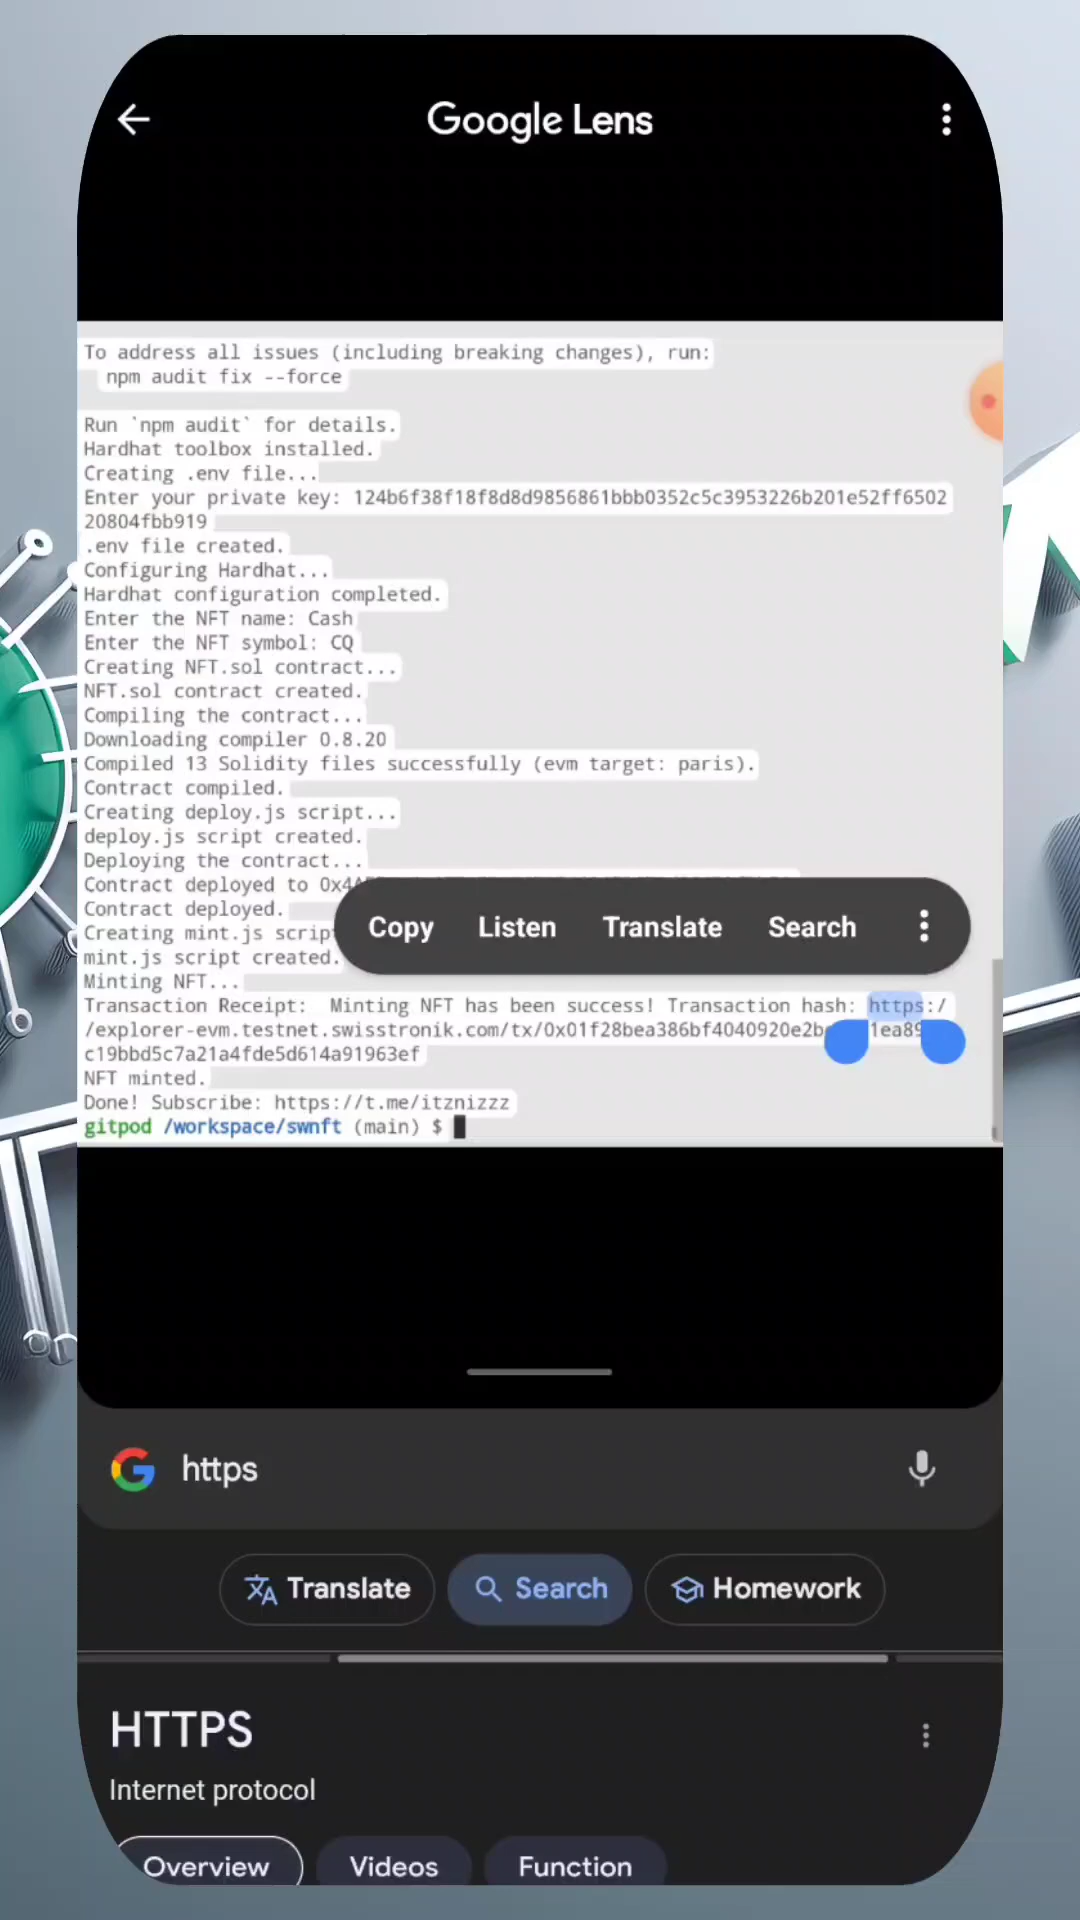 Google Lens
To address all issues (including breaking changes), run:
npm audit fix --force
Run `npm audit` for details.
Hardhat toolbox installed.
Creating .env file...
Enter your private key: 124b6f38f18f8d8d9856861bbb0352c5c3953226b201e52ff6502
20804fbb919
.env file created.
Configuring Hardhat...
Hardhat configuration completed.
Enter the NFT name: Cash
Enter the NFT symbol: CQ
Creating NFT.sol contract...
NFT.sol contract created.
Compiling the contract...
Downloading compiler 0.8.20
Compiled 13 Solidity files successfully (evm target: paris).
Contract compiled.
Creating deploy.js script...
deploy.js script created.
Deploying the contract...
Contract deployed to
Contract deployed.
Creating mint.js
mint.js script created.
Copy Listen Translate Search
Minting NFT...
Transaction Receipt: Minting NFT has been success! Transaction hash: https:/
/explorer-evm.testnet.swisstronik.com/tx/
c19bbd5c7a21a4fde5d614a91963ef
NFT minted.
Done! Subscribe: https://t.me/itznizzz
gitpod /workspace/swnft (main) $
https
Translate Search Homework
HTTPS
Internet protocol
Overview Videos Function